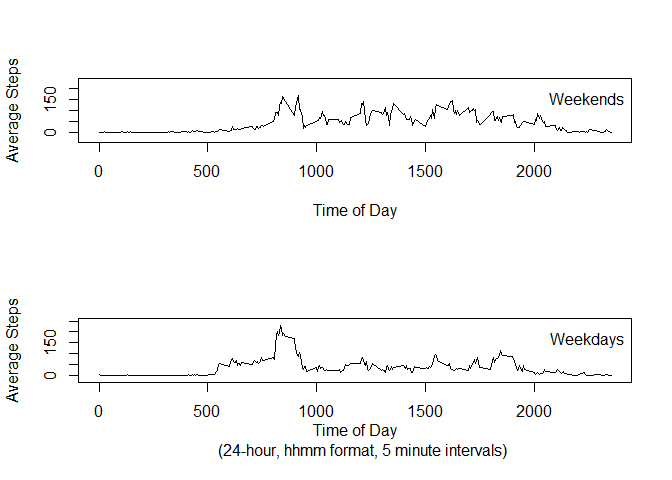 Average Steps
150
0
Weekends
0 500 1000 1500 2000
Time of Day
Average Steps
150
0
Weekdays
0 500 1000 1500 2000
Time of Day
(24-hour, hhmm format, 5 minute intervals)